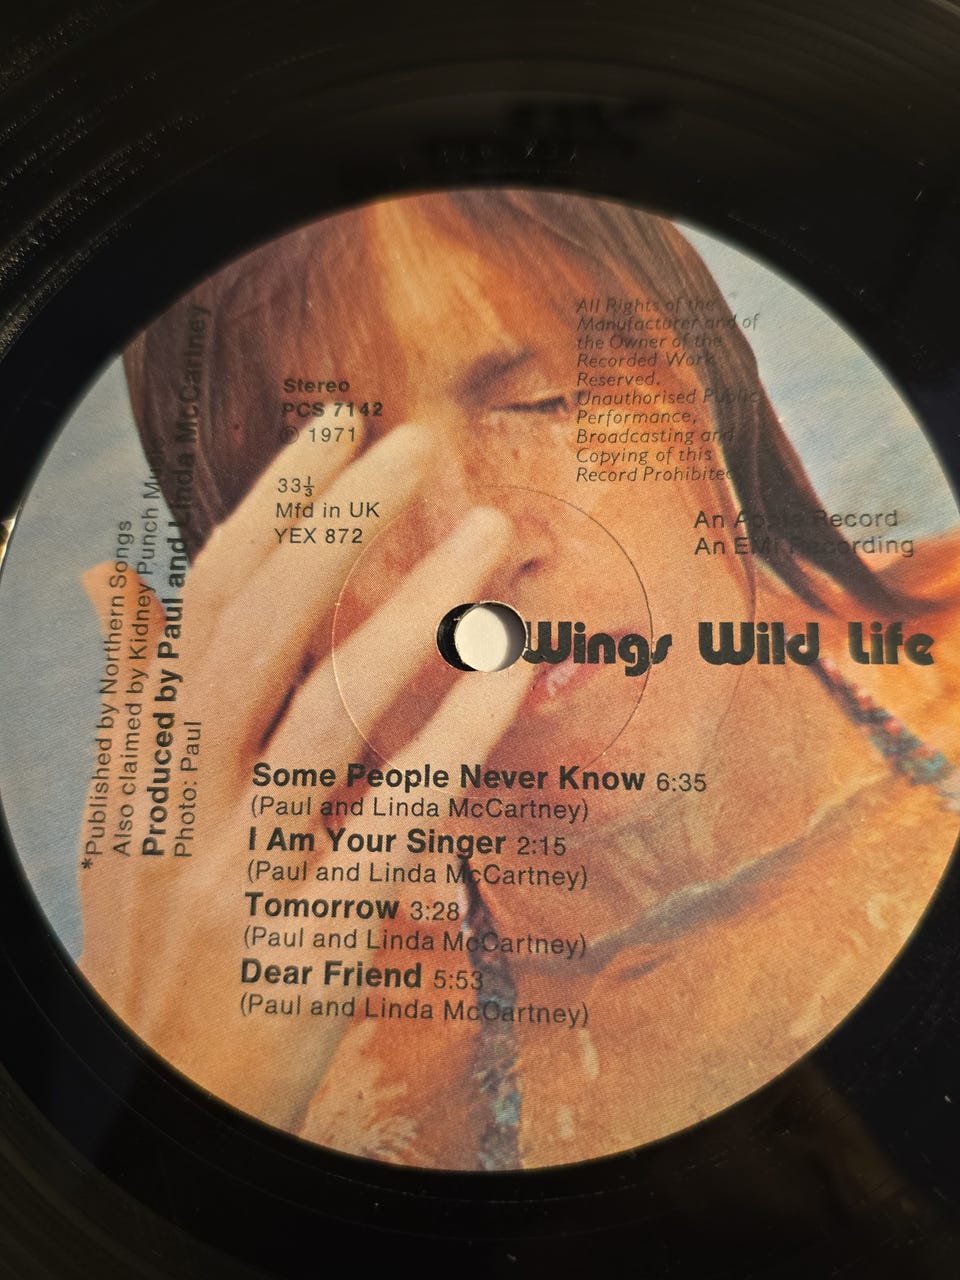 Stereo
PCS 7142
℗ 1971
33⅓
Mfd in UK
YEX 872
All Rights of the
Manufacturer and of
the Owner of the
Recorded Work
Reserved.
Unauthorised Public
Performance,
Broadcasting and
Copying of this
Record Prohibited
An Apple Record
An EMI Recording
Wings Wild Life
Some People Never Know 6:35
(Paul and Linda McCartney)
I Am Your Singer 2:15
(Paul and Linda McCartney)
Tomorrow 3:28
(Paul and Linda McCartney)
Dear Friend 5:53
(Paul and Linda McCartney)
*Published by Northern Songs
Also claimed by Kidney Punch Music
Produced by Paul and Linda McCartney
Photo: Paul